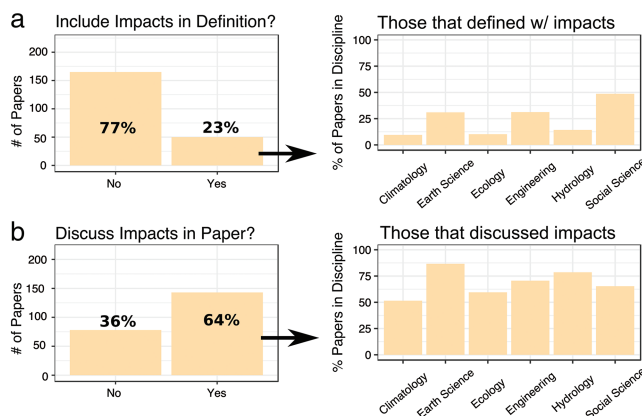 a
Include Impacts in Definition?
# of Papers
200
150
100
50
0
77%
23%
No
Yes
Those that defined w/ impacts
% of Papers in Discipline
100
75
50
25
0
Climatology
Earth Science
Ecology
Engineering
Hydrology
Social Science
b
Discuss Impacts in Paper?
# of Papers
200
150
100
50
0
36%
64%
No
Yes
Those that discussed impacts
% Papers in Discipline
100
75
50
25
0
Climatology
Earth Science
Ecology
Engineering
Hydrology
Social Science